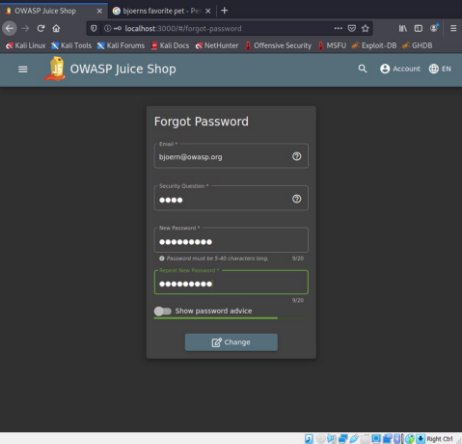 OWASP Juice Shop
bjoerns favorite pet - Pe
localhost:3000/#/forgot-password
Kali Linux Kali Tools Kali Forums Kali Docs NetHunter Offensive Security MSFU Exploit-DB GHDB
OWASP Juice Shop Account EN
Forgot Password
Email *
bjoern@owasp.org
Security Question *
••••
New Password *
•••••••••
Password must be 5-40 characters long. 9/20
Repeat New Password *
•••••••••
9/20
Show password advice
Change
Right Ctrl